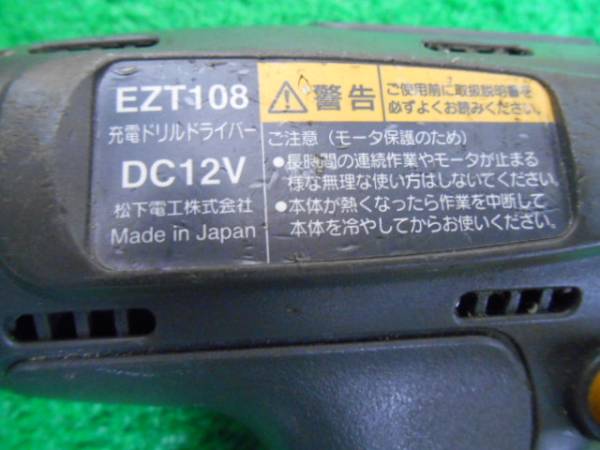 EZT108
充電ドリルドライバー
DC12V
松下電工株式会社
Made in Japan
警告
ご使用前に取扱説明書を
必ずよくお読みください。
ご注意（モータ保護のため）
●長時間の連続作業やモータが止まる
様な無理な使い方はしないでください。
●本体が熱くなったら作業を中断して
本体を冷やしてからお使いください。